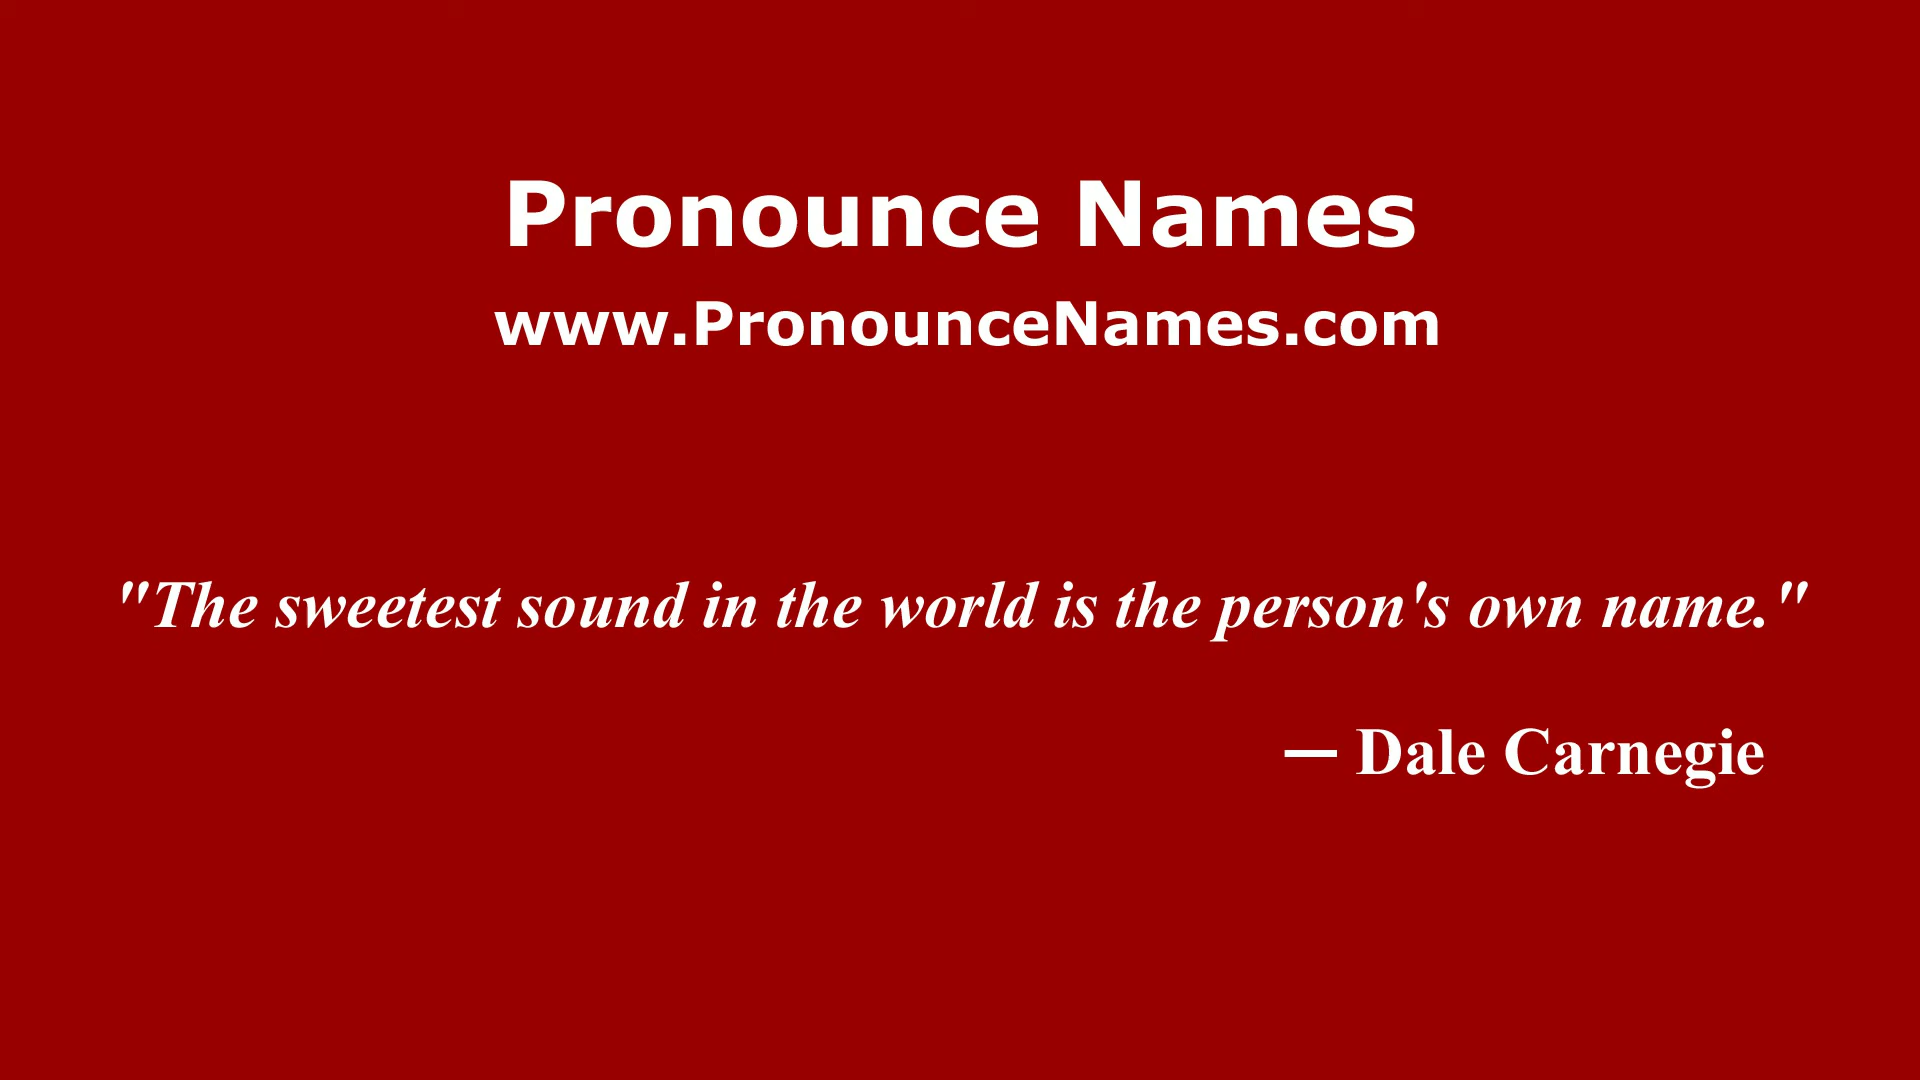 Pronounce Names
www.PronounceNames.com
"The sweetest sound in the world is the person's own name."
— Dale Carnegie